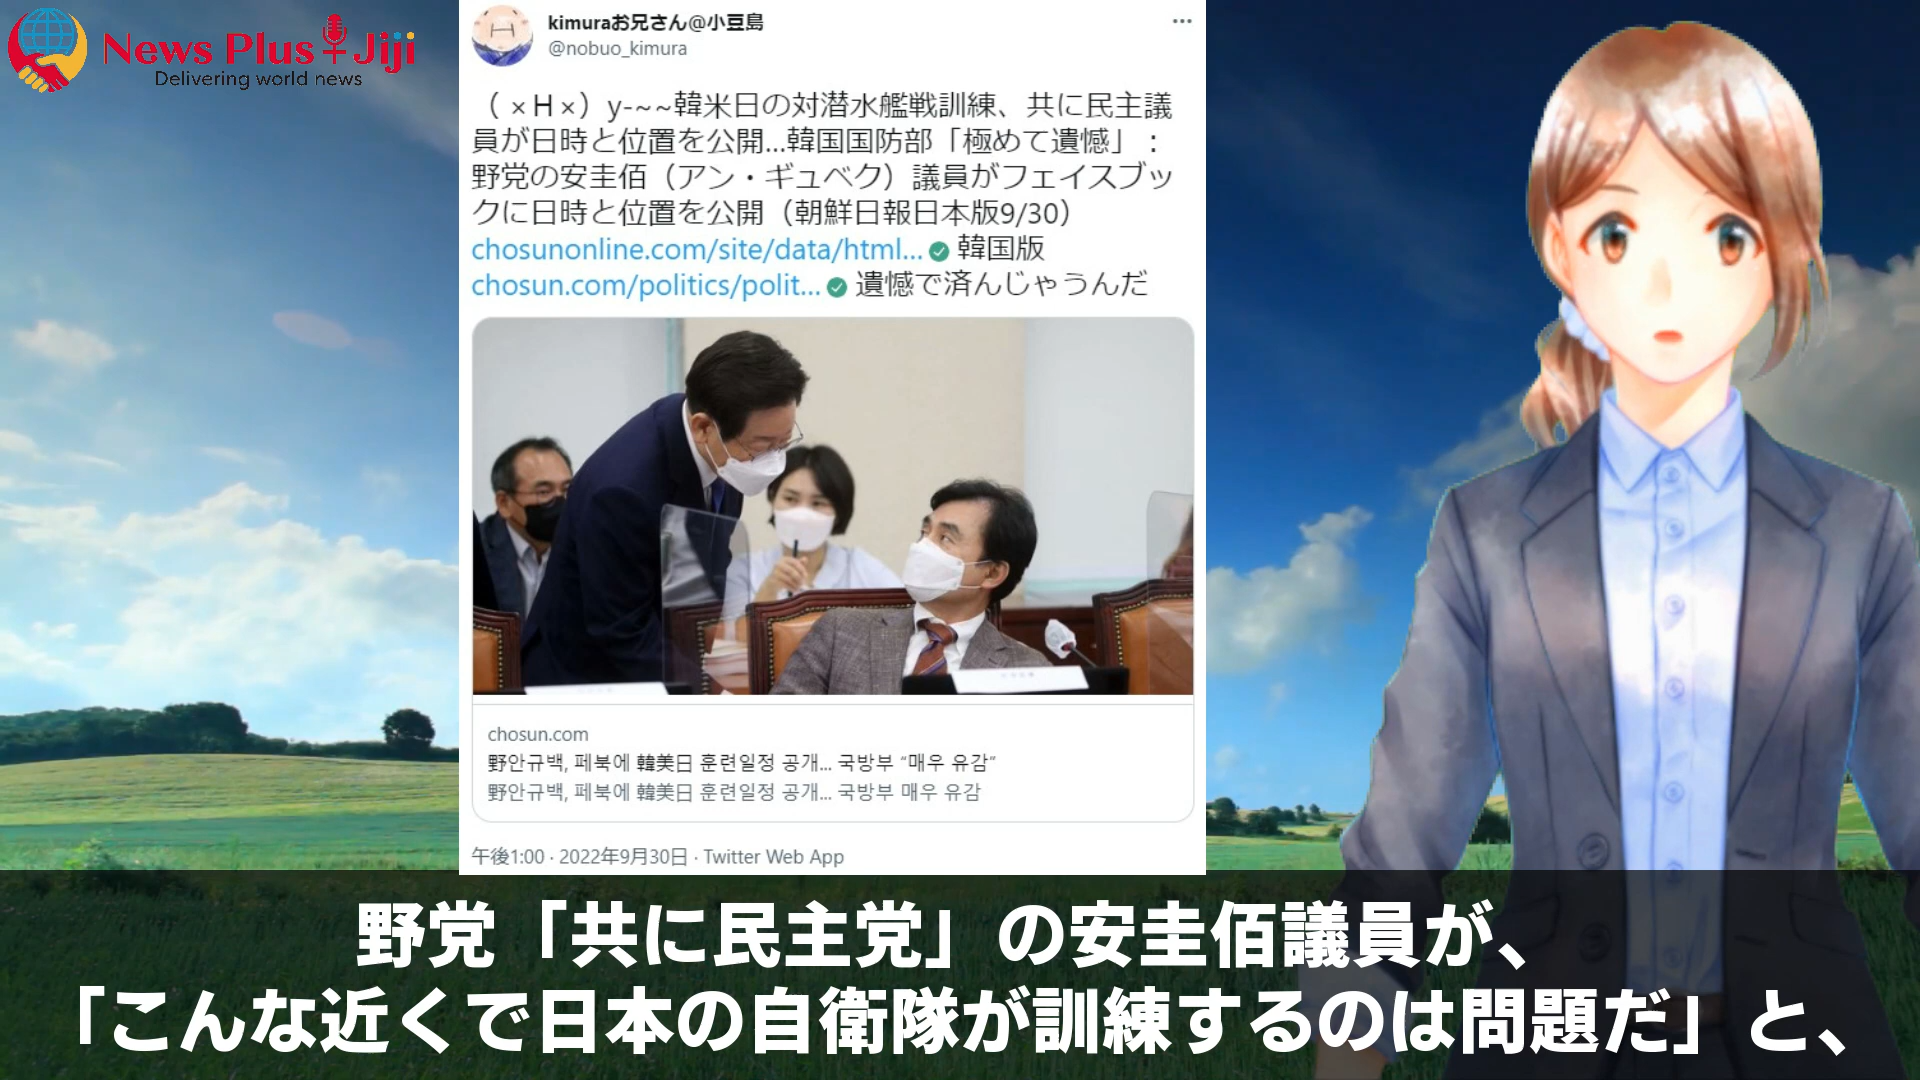 News Plus Jiji
Delivering world news
kimuraお兄さん@小豆島
@nobuo_kimura
（ ×Ｈ×）y-~~韓米日の対潜水艦戦訓練、共に民主議
員が日時と位置を公開...韓国国防部「極めて遺憾」：
野党の安圭佰（アン・ギュベク）議員がフェイスブッ
クに日時と位置を公開（朝鮮日報日本版9/30）
chosunonline.com/site/data/html... 韓国版
chosun.com/politics/polit... 遺憾で済んじゃうんだ
chosun.com
野안규백, 페북에 韓美日 훈련일정 공개... 국방부 “매우 유감”
野안규백, 페북에 韓美日 훈련일정 공개... 국방부 매우 유감
午後1:00 · 2022年9月30日 · Twitter Web App
野党「共に民主党」の安圭佰議員が、
「こんな近くで日本の自衛隊が訓練するのは問題だ」と、